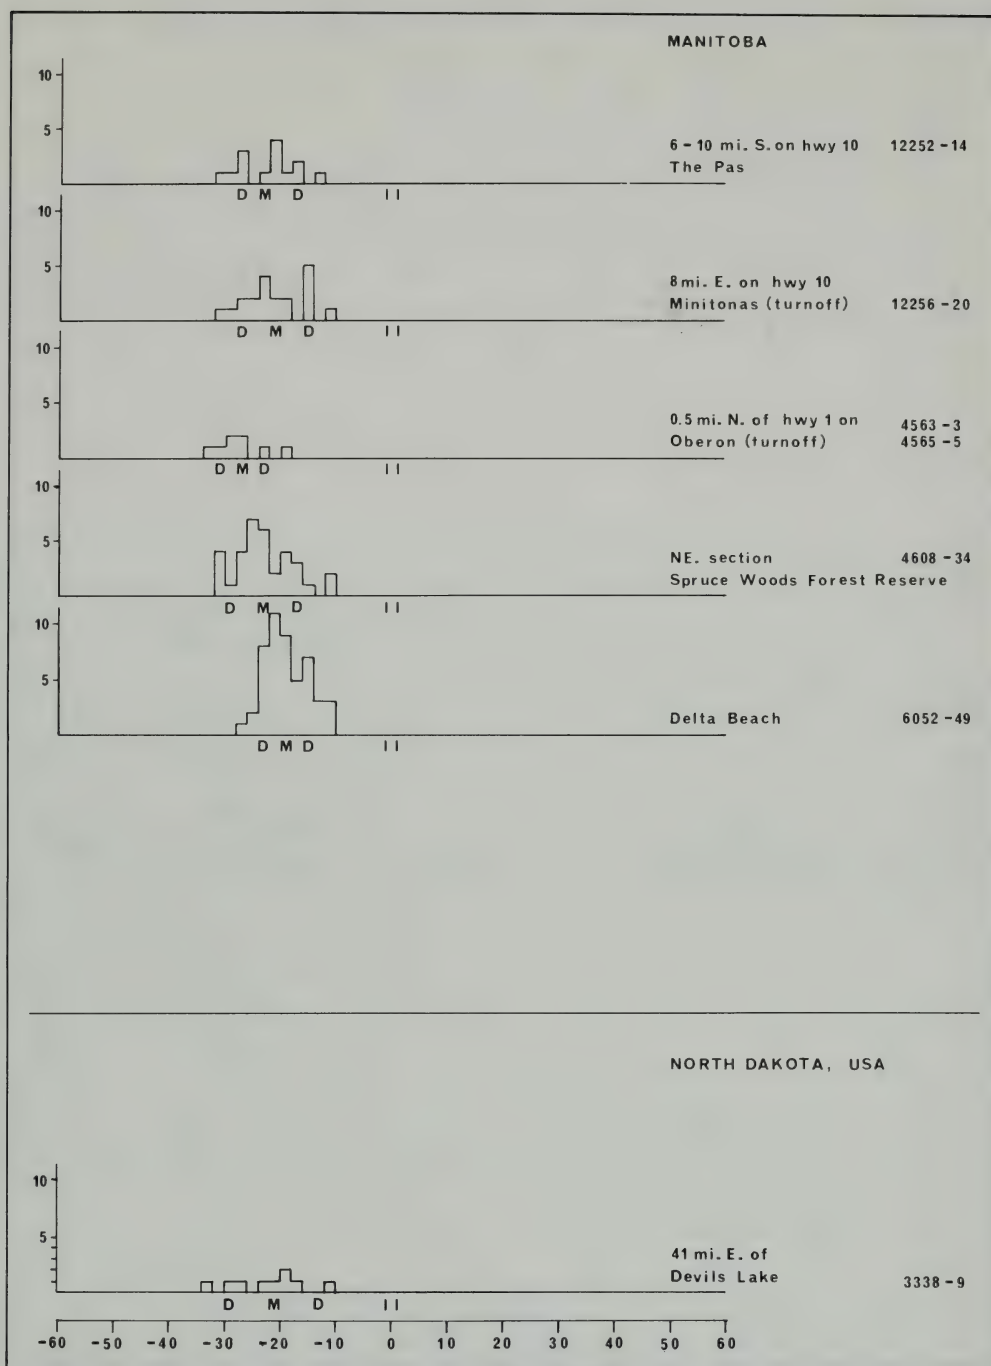 MANITOBA
10
5
6-10 mi. S. on hwy 10 12252-14
The Pas
D M D I I
10
5
8 mi. E. on hwy 10
Minitonas (turnoff) 12256-20
D M D I I
10
5
0.5 mi. N. of hwy 1 on 4563-3
Oberon (turnoff) 4565-5
D M D I I
10
5
NE. section 4608-34
Spruce Woods Forest Reserve
D M D I I
10
5
Delta Beach 6052-49
D M D I I
NORTH DAKOTA, USA
10
5
41 mi. E. of
Devils Lake 3338-9
D M D I I
-60 -50 -40 -30 -20 -10 0 10 20 30 40 50 60